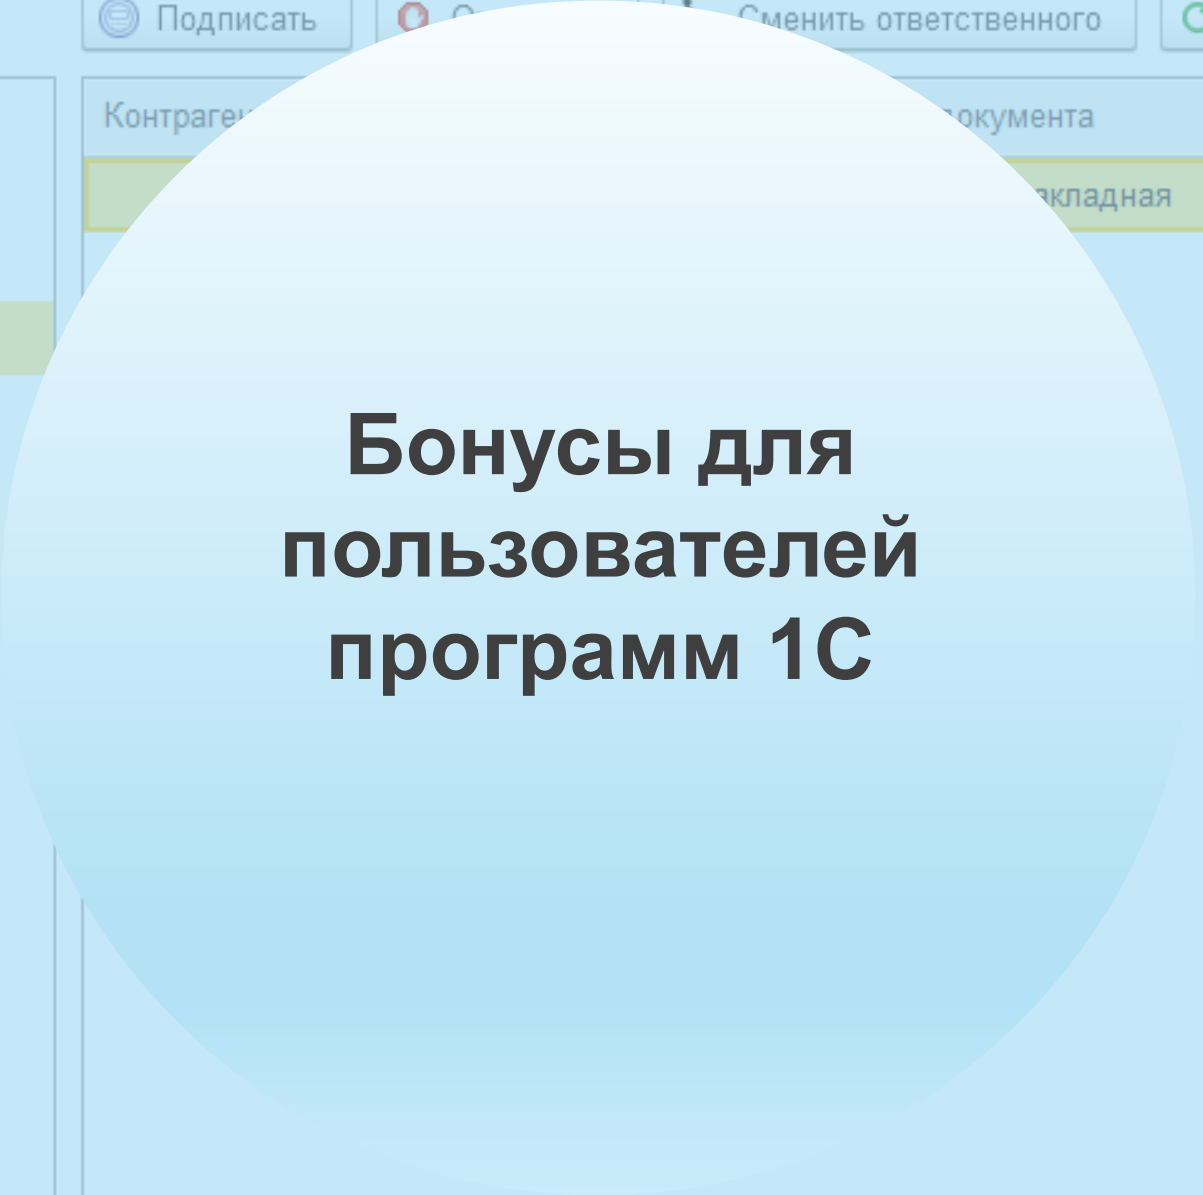 Подписать
Сменить ответственного
Бонусы для
пользователей
программ 1С